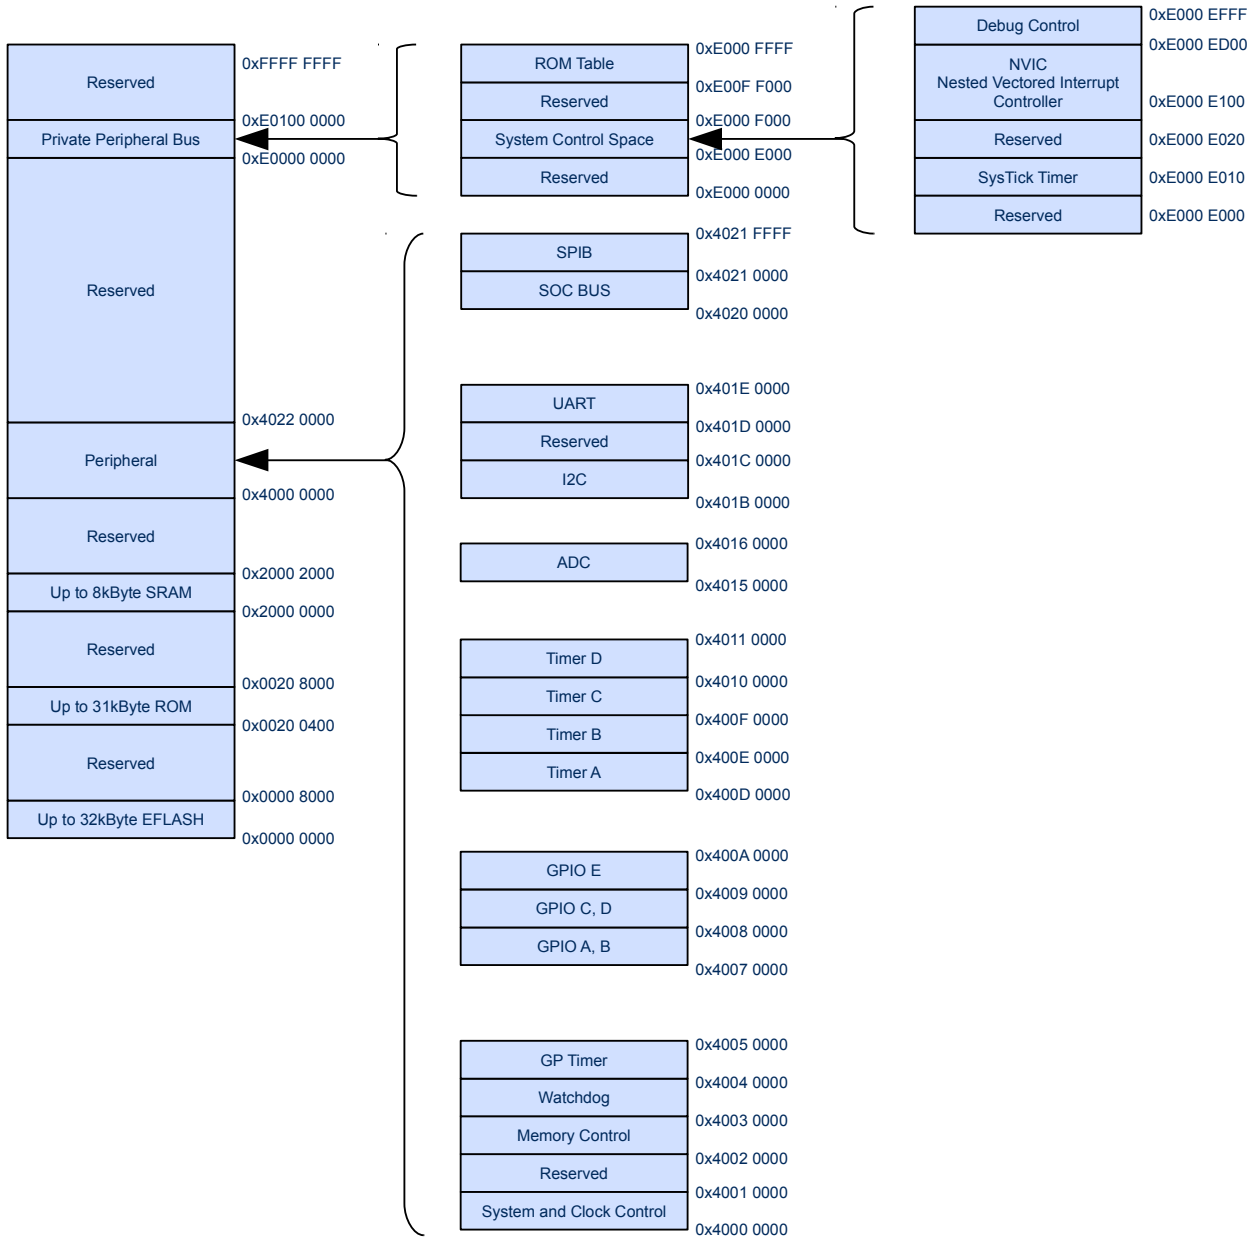 Reserved
Private Peripheral Bus
Reserved
Peripheral
Reserved
Up to 8kByte SRAM
Reserved
Up to 31kByte ROM
Reserved
Up to 32kByte EFLASH
0xFFFF FFFF
0xE0100 0000
0xE0000 0000
0x4022 0000
0x4000 0000
0x2000 2000
0x2000 0000
0x0020 8000
0x0020 0400
0x0000 8000
0x0000 0000
ROM Table
Reserved
System Control Space
Reserved
0xE000 FFFF
0xE00F F000
0xE000 F000
0xE000 E000
0xE000 0000
SPIB
SOC BUS
0x4021 FFFF
0x4021 0000
0x4020 0000
UART
Reserved
I2C
0x401E 0000
0x401D 0000
0x401C 0000
0x401B 0000
ADC
0x4016 0000
0x4015 0000
Timer D
Timer C
Timer B
Timer A
0x4011 0000
0x4010 0000
0x400F 0000
0x400E 0000
0x400D 0000
GPIO E
GPIO C, D
GPIO A, B
0x400A 0000
0x4009 0000
0x4008 0000
0x4007 0000
GP Timer
Watchdog
Memory Control
Reserved
System and Clock Control
0x4005 0000
0x4004 0000
0x4003 0000
0x4002 0000
0x4001 0000
0x4000 0000
Debug Control
NVIC
Nested Vectored Interrupt
Controller
Reserved
SysTick Timer
Reserved
0xE000 EFFF
0xE000 ED00
0xE000 E100
0xE000 E020
0xE000 E010
0xE000 E000